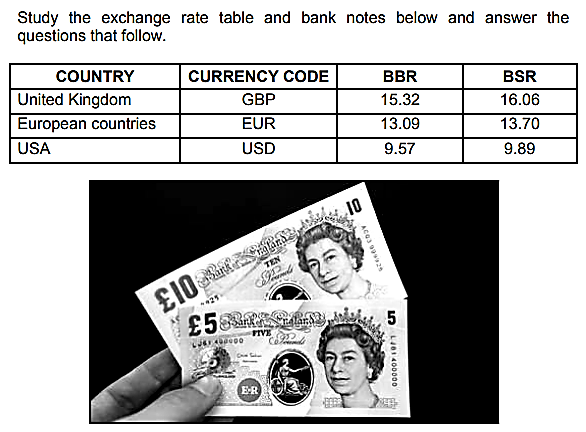 Study the exchange rate table and bank notes below and answer the
questions that follow.
COUNTRY CURRENCY CODE BBR BSR
United Kingdom GBP 15.32 16.06
European countries EUR 13.09 13.70
USA USD 9.57 9.89
10
£10 Bank of England
TEN
Pounds
£5 Bank of England 5
FIVE
Pounds
LJ61 400000
E R